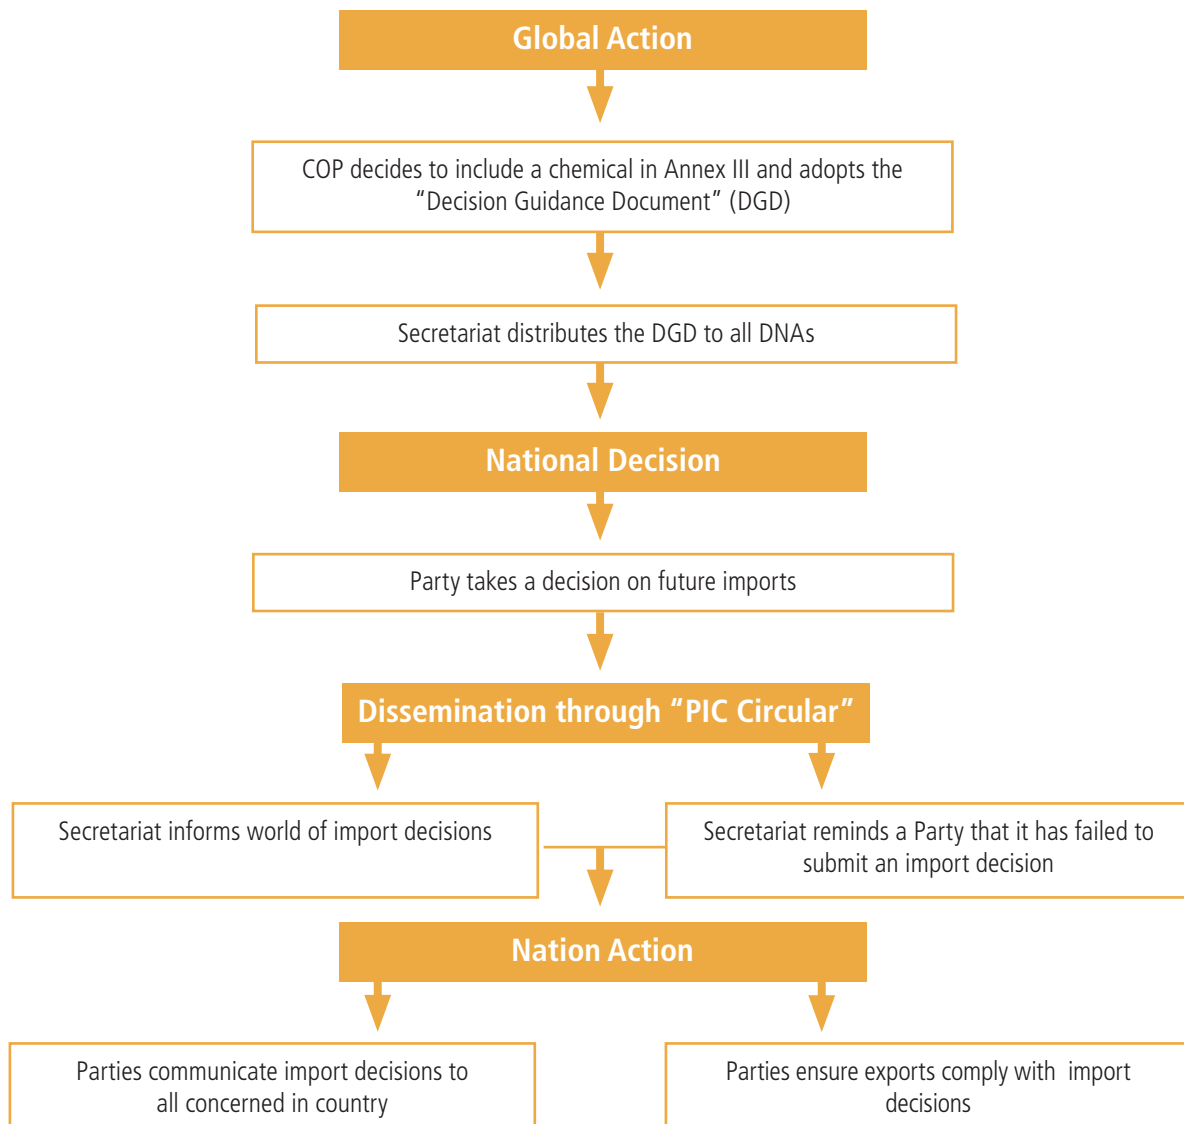 Global Action
COP decides to include a chemical in Annex III and adopts the
“Decision Guidance Document” (DGD)
Secretariat distributes the DGD to all DNAs
National Decision
Party takes a decision on future imports
Dissemination through “PIC Circular”
Secretariat informs world of import decisions
Secretariat reminds a Party that it has failed to
submit an import decision
Nation Action
Parties communicate import decisions to
all concerned in country
Parties ensure exports comply with import
decisions